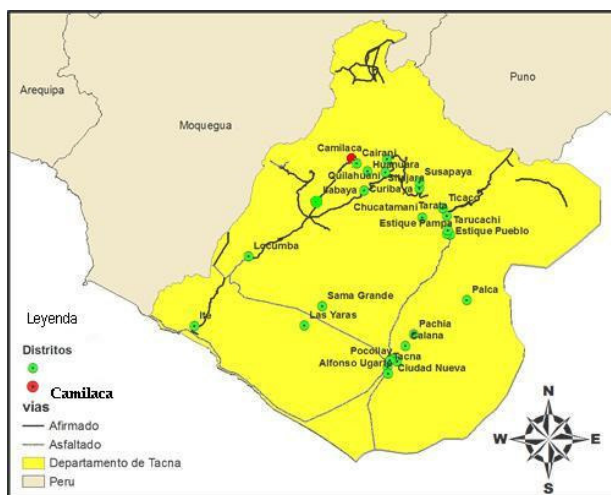 Arequipa
Puno
Moquegua
Camilaca
Cairani
Huanuara
Quilahuani
Sitajara
Susapaya
Ilabaya
Curibaya
Chucatamani
Tarata
Ticaco
Estique Pampa
Tarucachi
Estique Pueblo
Locumba
Sama Grande
Palca
Ite
Las Yaras
Pachia
Calana
Pocollay
Tacna
Alfonso Ugarte
Ciudad Nueva
Leyenda
Distritos
Camilaca
vias
Afirmado
Asfaltado
Departamento de Tacna
Peru
N
W
E
S